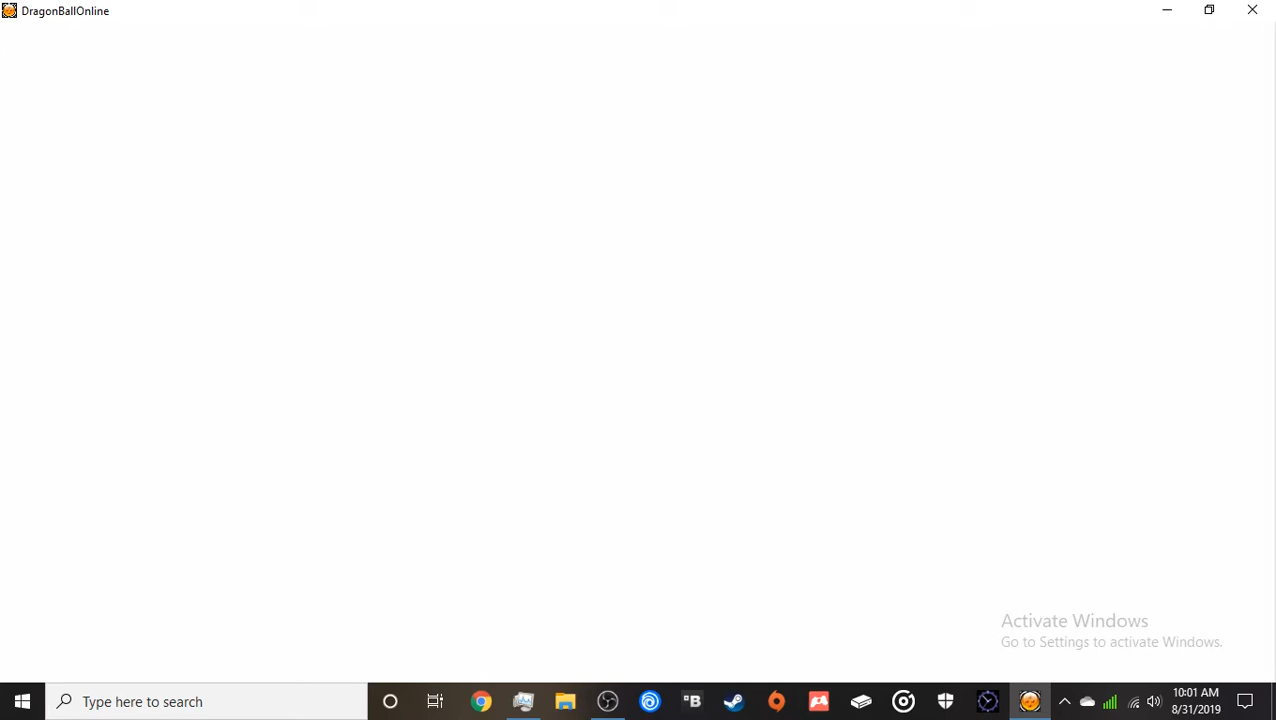 DragonBallOnline
Activate Windows
Go to Settings to activate Windows.
Type here to search
B
10:01 AM
8/31/2019